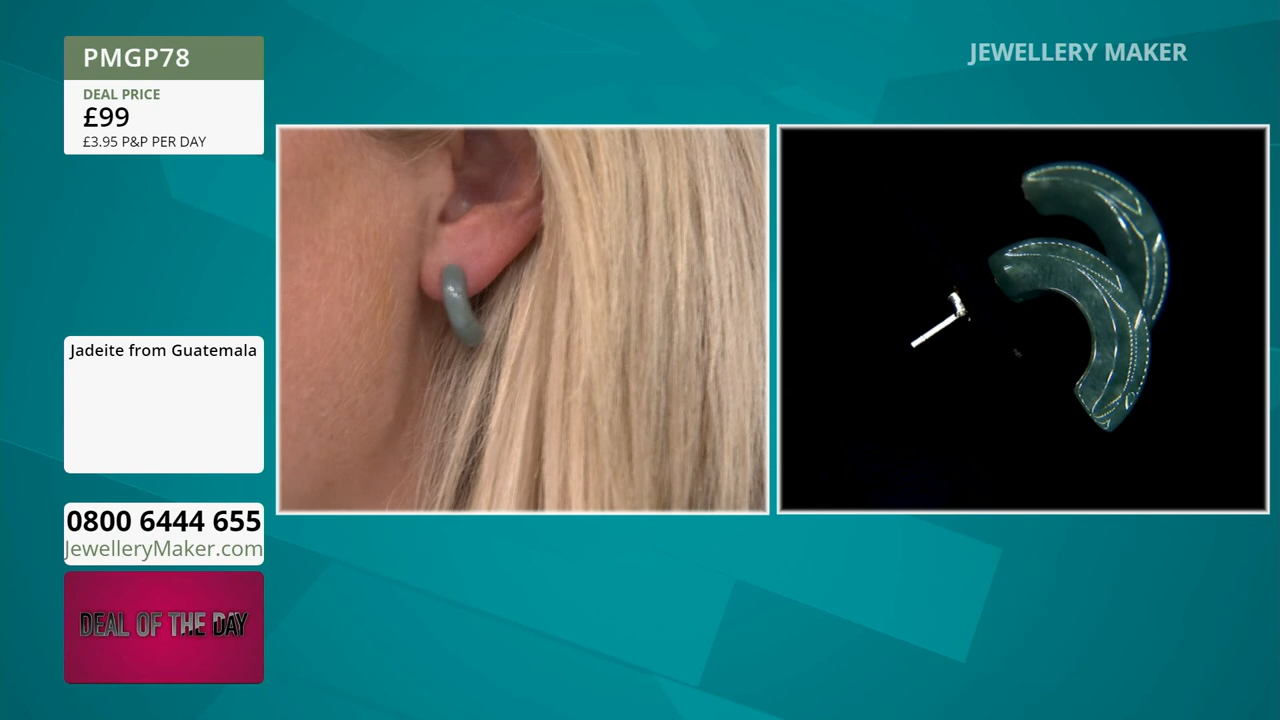 PMGP78
DEAL PRICE
£99
£3.95 P&P PER DAY
JEWELLERY MAKER
Jadeite from Guatemala
0800 6444 655
JewelleryMaker.com
DEAL OF THE DAY